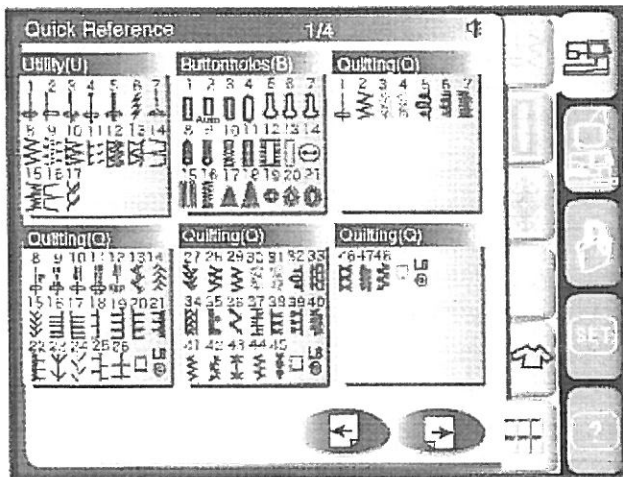 Quick Reference 1/4
Utility(U) Buttonholes(B) Quilting(Q)
1 2 3 4 5 6 7 1 2 3 4 5 6 7 1 2 3 4 5 6 7
Auto
8 9 10 11 12 13 14 8 9 10 11 12 13 14
15 16 17 15 16 17 18 19 20 21
Quilting(Q) Quilting(Q) Quilting(Q)
8 9 10 11 12 13 14 27 28 29 30 31 32 33 46 47 48
15 16 17 18 19 20 21 34 35 36 37 38 39 40
22 23 24 25 26 41 42 43 44 45
SET
?